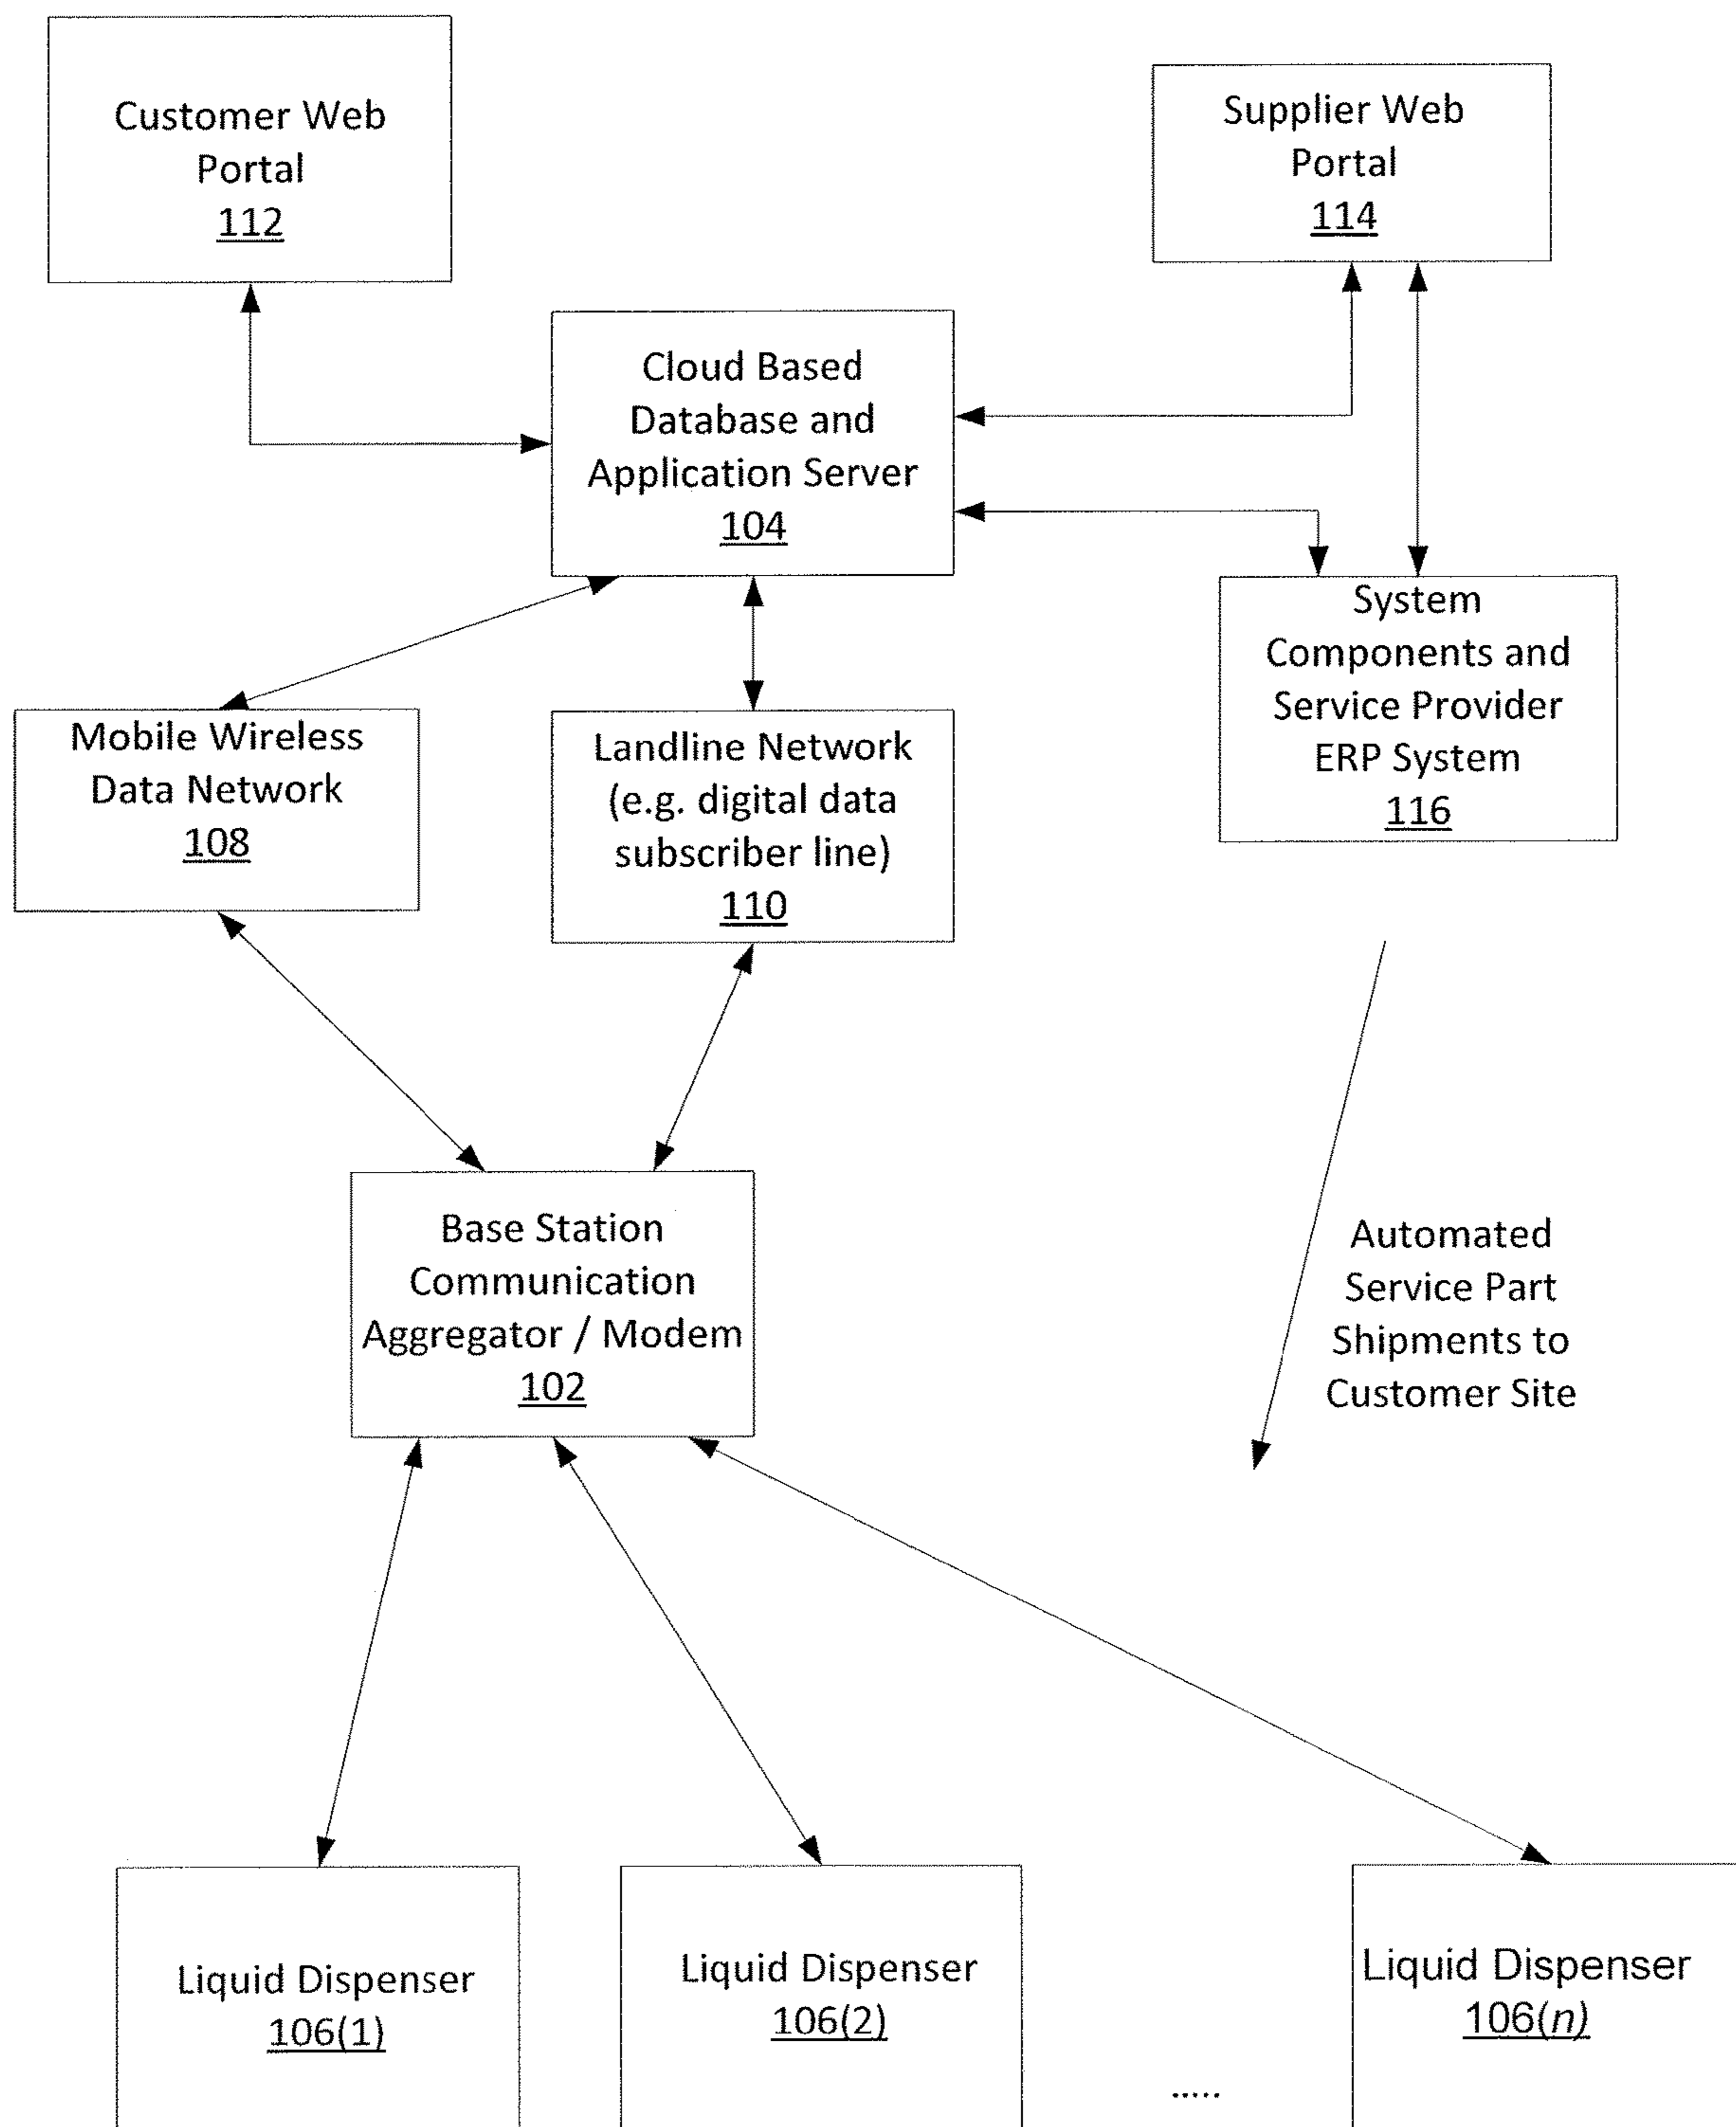 Customer Web
Portal
112
Supplier Web
Portal
114
Cloud Based
Database and
Application Server
104
System
Components and
Service Provider
ERP System
116
Mobile Wireless
Data Network
108
Landline Network
(e.g. digital data
subscriber line)
110
Base Station
Communication
Aggregator / Modem
102
Automated
Service Part
Shipments to
Customer Site
Liquid Dispenser
106(1)
Liquid Dispenser
106(2)
.....
Liquid Dispenser
106(n)